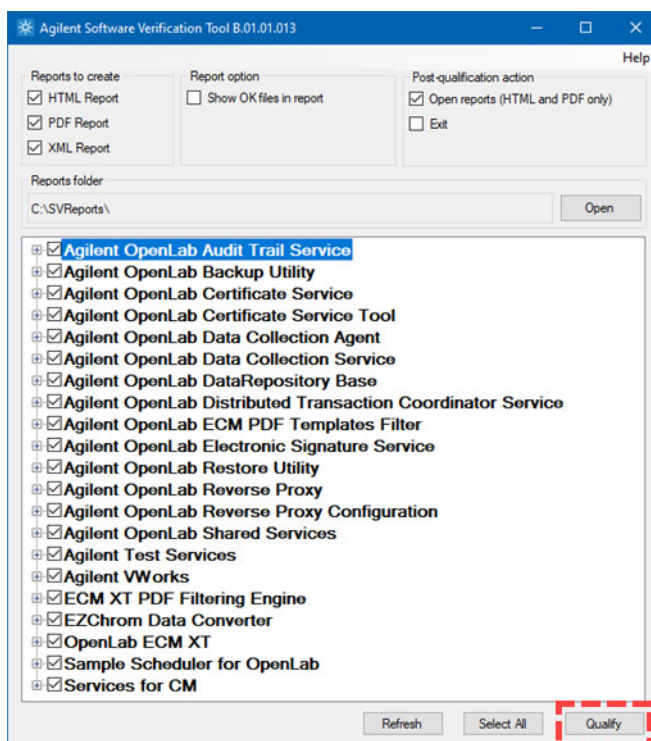 Agilent Software Verification Tool B.01.01.013
Help
Reports to create
HTML Report
PDF Report
XML Report
Report option
Show OK files in report
Post-qualification action
Open reports (HTML and PDF only)
Exit
Reports folder
C:\SVReports\
Open
Agilent OpenLab Audit Trail Service
Agilent OpenLab Backup Utility
Agilent OpenLab Certificate Service
Agilent OpenLab Certificate Service Tool
Agilent OpenLab Data Collection Agent
Agilent OpenLab Data Collection Service
Agilent OpenLab DataRepository Base
Agilent OpenLab Distributed Transaction Coordinator Service
Agilent OpenLab ECM PDF Templates Filter
Agilent OpenLab Electronic Signature Service
Agilent OpenLab Restore Utility
Agilent OpenLab Reverse Proxy
Agilent OpenLab Reverse Proxy Configuration
Agilent OpenLab Shared Services
Agilent Test Services
Agilent VWorks
ECM XT PDF Filtering Engine
EZChrom Data Converter
OpenLab ECM XT
Sample Scheduler for OpenLab
Services for CM
Refresh
Select All
Qualify